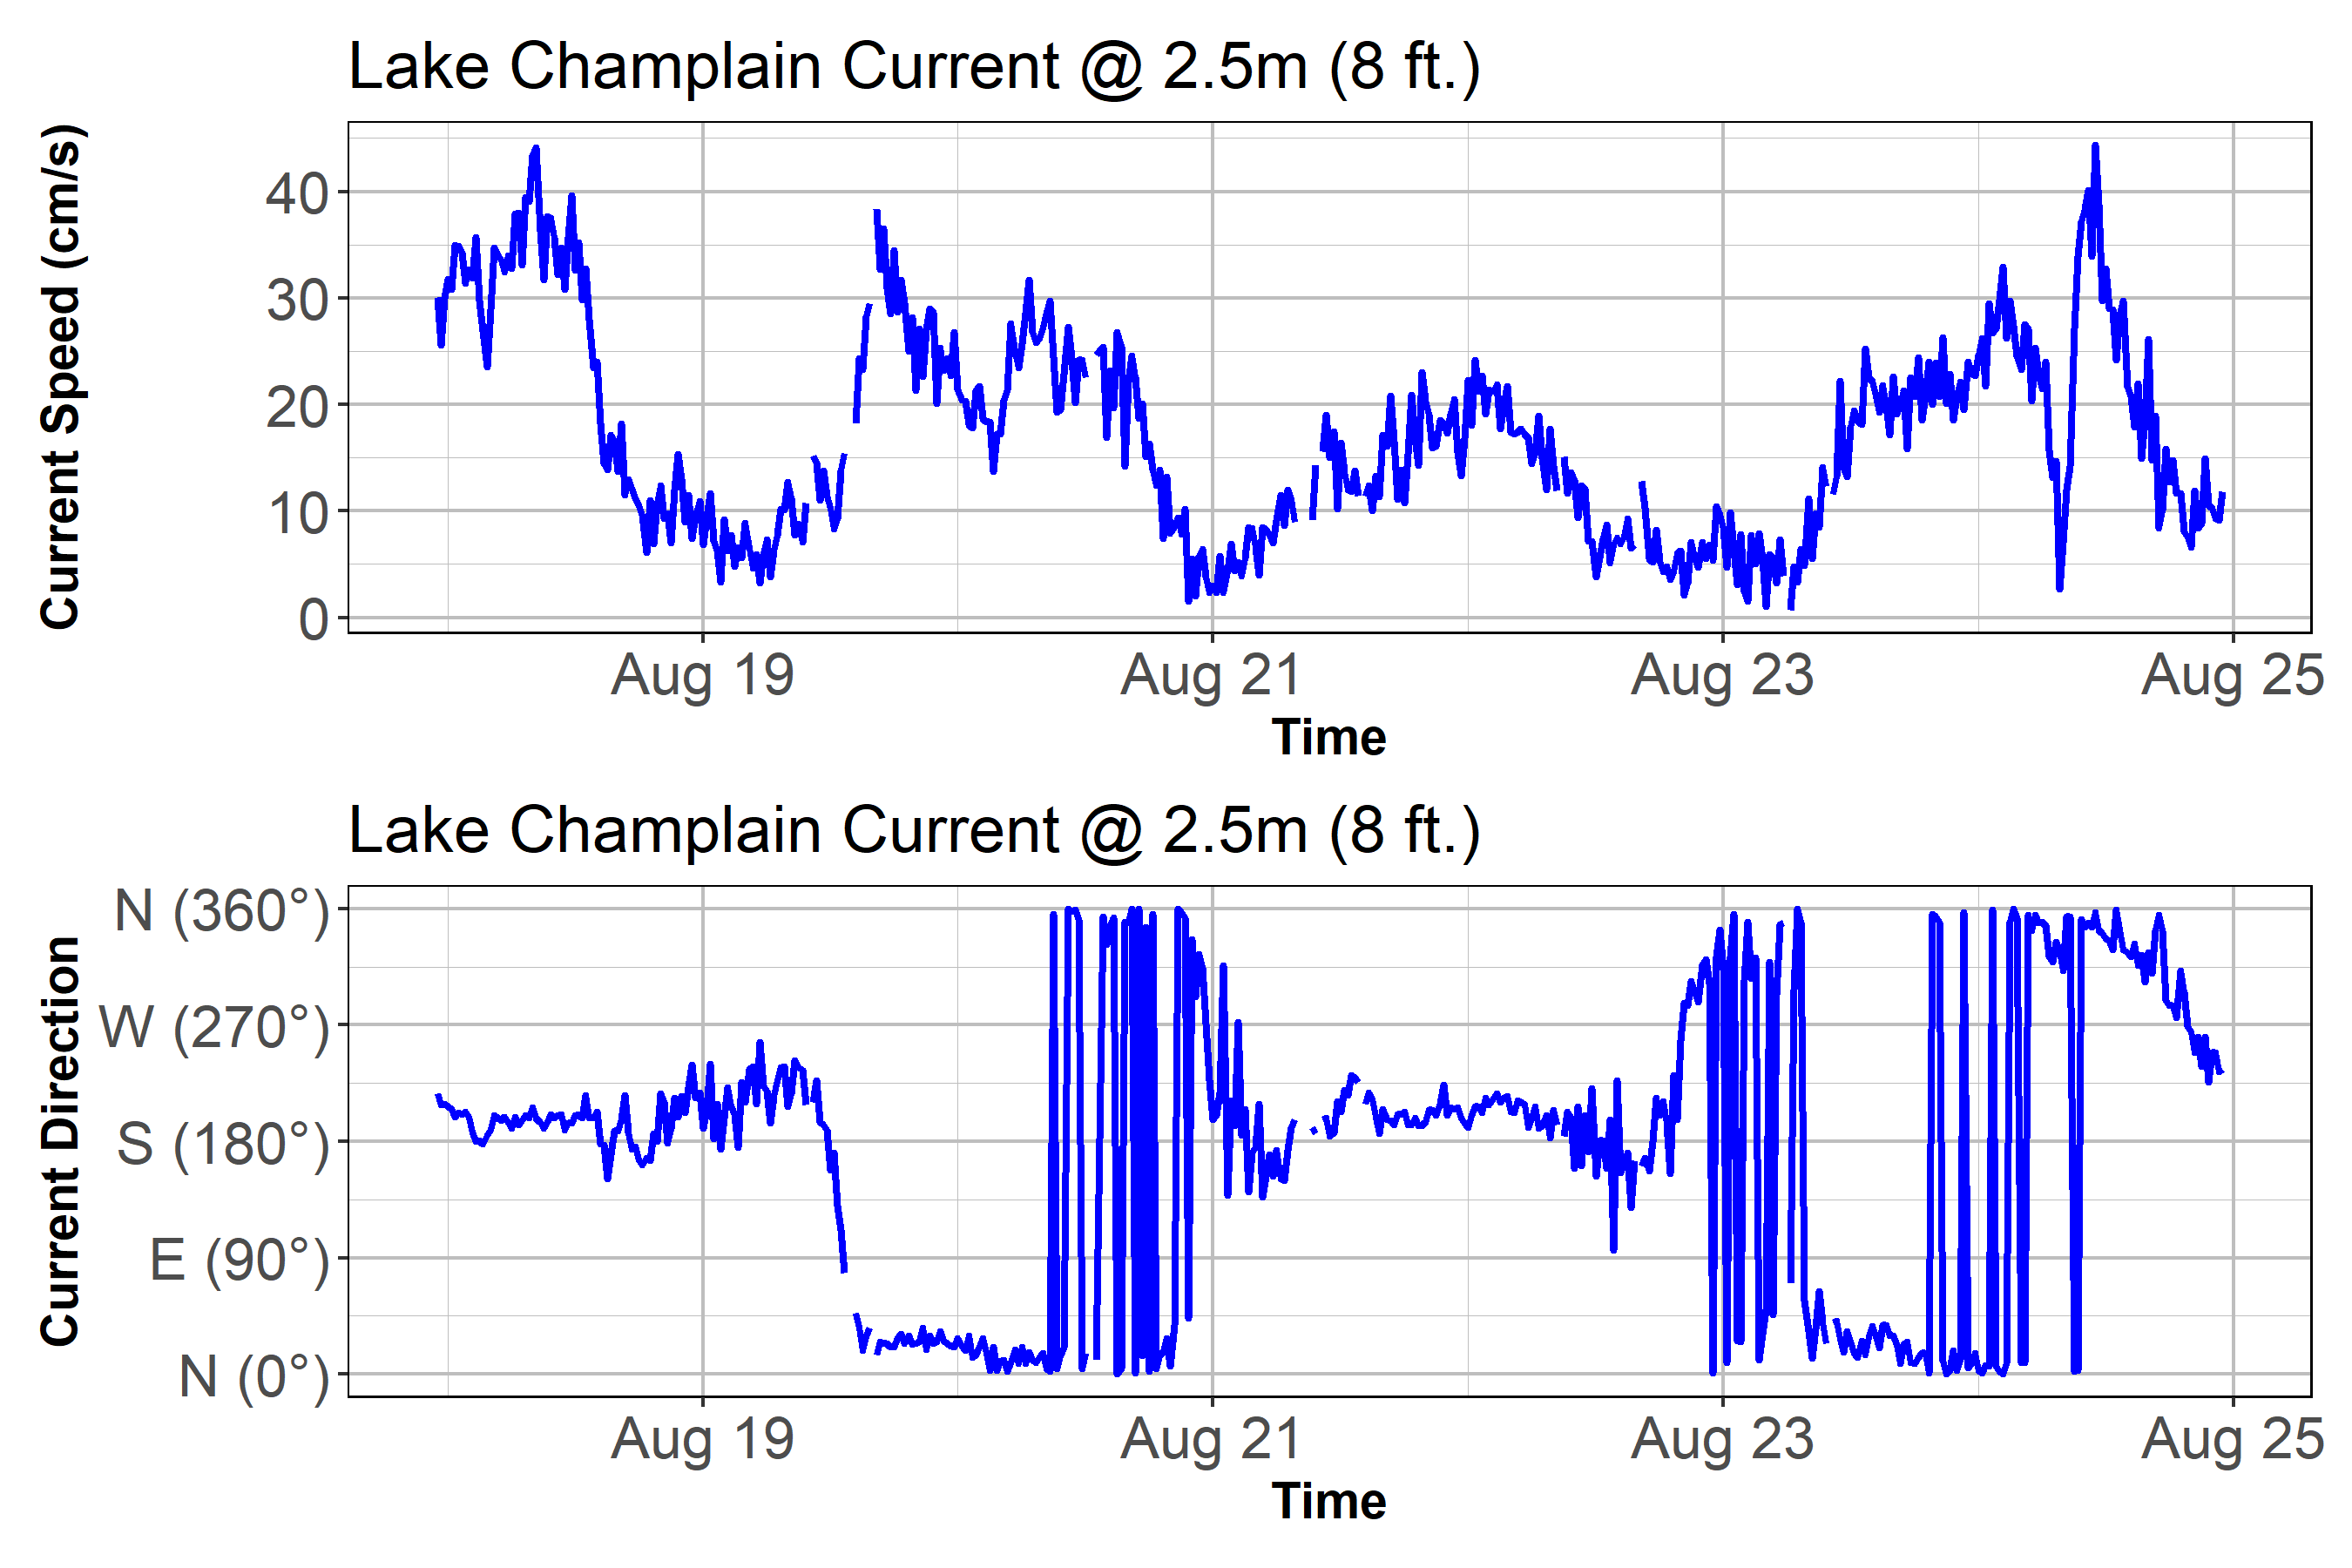 Lake Champlain Current @ 2.5m (8 ft.)
Current Speed (cm/s)
40
30
20
10
0
Aug 19 Aug 21 Aug 23 Aug 25
Time
Lake Champlain Current @ 2.5m (8 ft.)
Current Direction
N (360°)
W (270°)
S (180°)
E (90°)
N (0°)
Aug 19 Aug 21 Aug 23 Aug 25
Time